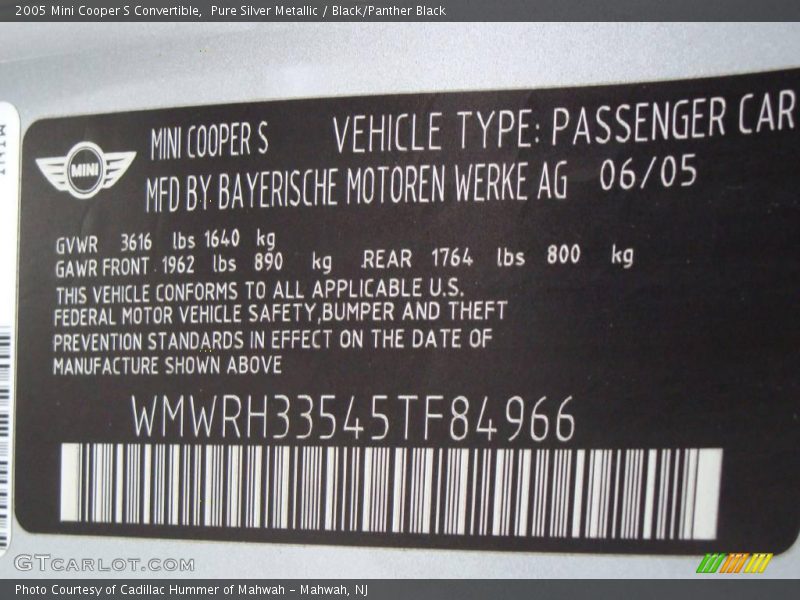 2005 Mini Cooper S Convertible,  Pure Silver Metallic / Black/Panther Black
MINI
MINI COOPER S VEHICLE TYPE: PASSENGER CAR
MINI
MFD BY BAYERISCHE MOTOREN WERKE AG 06/05
GVWR 3616 lbs 1640 kg
GAWR FRONT 1962 lbs 890 kg REAR 1764 lbs 800 kg
THIS VEHICLE CONFORMS TO ALL APPLICABLE U.S.
FEDERAL MOTOR VEHICLE SAFETY,BUMPER AND THEFT
PREVENTION STANDARDS IN EFFECT ON THE DATE OF
MANUFACTURE SHOWN ABOVE
WMWRH33545TF84966
GTCARLOT.COM
Photo Courtesy of Cadillac Hummer of Mahwah - Mahwah, NJ